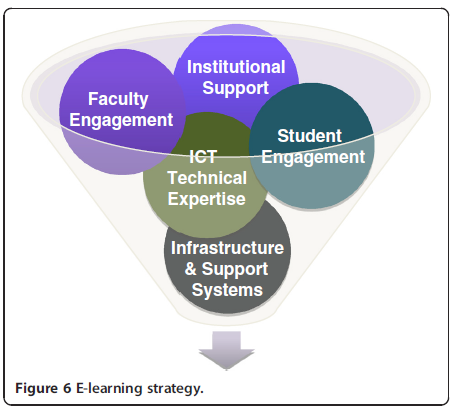 Institutional
Support
Faculty
Engagement
Student
Engagement
ICT
Technical
Expertise
Infrastructure
& Support
Systems
Figure 6 E-learning strategy.